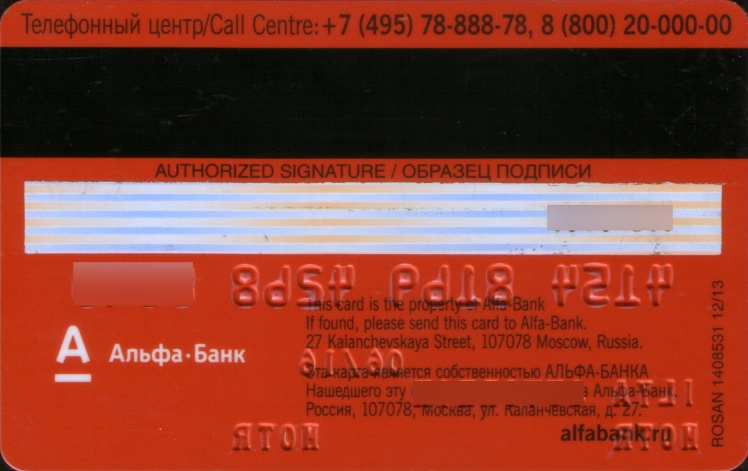 Телефонный центр/Call Centre: +7 (495) 78-888-78, 8 (800) 20-000-00
AUTHORIZED SIGNATURE / ОБРАЗЕЦ ПОДПИСИ
This card is the property of Alfa-Bank
If found, please send this card to Alfa-Bank.
27 Kalanchevskaya Street, 107078 Moscow, Russia.
А Альфа·Банк
Эта карта является собственностью АЛЬФА-БАНКА
Нашедшего эту в Альфа-Банк.
Россия, 107078, Москва, ул. Каланчевская, д. 27.
alfabank.ru
ROSAN 1408531 12/13